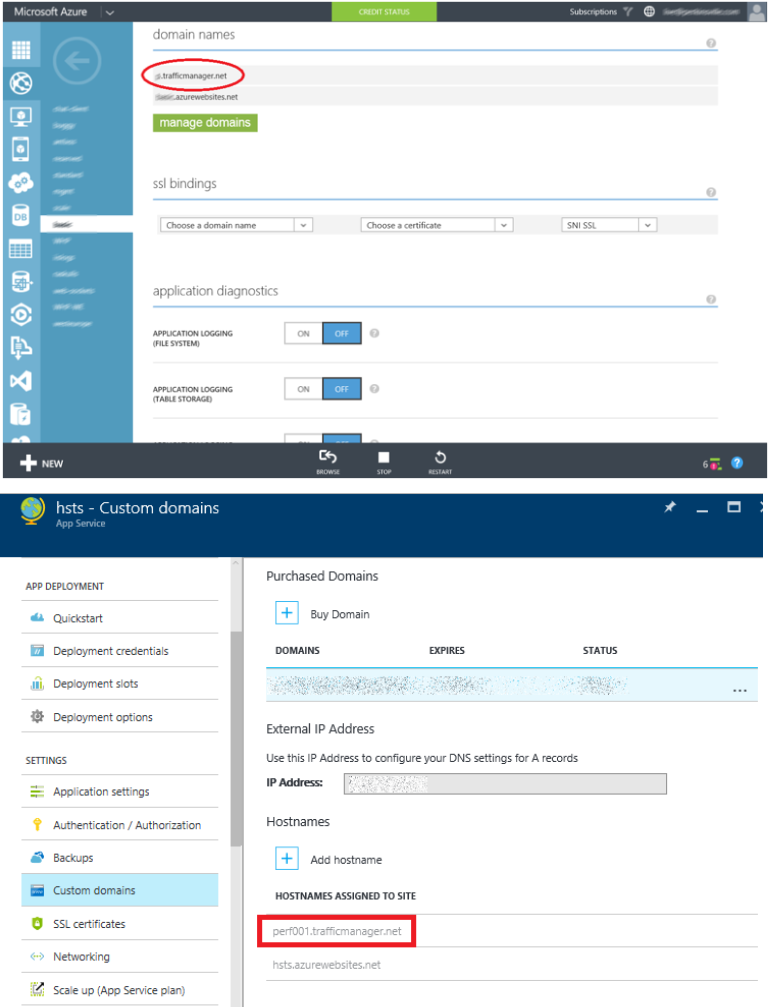 Microsoft Azure
CREDIT STATUS
Subscriptions
domain names
.trafficmanager.net
.azurewebsites.net
manage domains
ssl bindings
Choose a domain name
Choose a certificate
SNI SSL
application diagnostics
APPLICATION LOGGING
(FILE SYSTEM)
ON OFF
APPLICATION LOGGING
(TABLE STORAGE)
ON OFF
DB
NEW
BROWSE
STOP
RESTART
6
hsts - Custom domains
App Service
APP DEPLOYMENT
Quickstart
Deployment credentials
Deployment slots
Deployment options
SETTINGS
Application settings
Authentication / Authorization
Backups
Custom domains
SSL certificates
Networking
Scale up (App Service plan)
Purchased Domains
Buy Domain
DOMAINS EXPIRES STATUS
...
External IP Address
Use this IP Address to configure your DNS settings for A records
IP Address:
Hostnames
Add hostname
HOSTNAMES ASSIGNED TO SITE
perf001.trafficmanager.net
hsts.azurewebsites.net